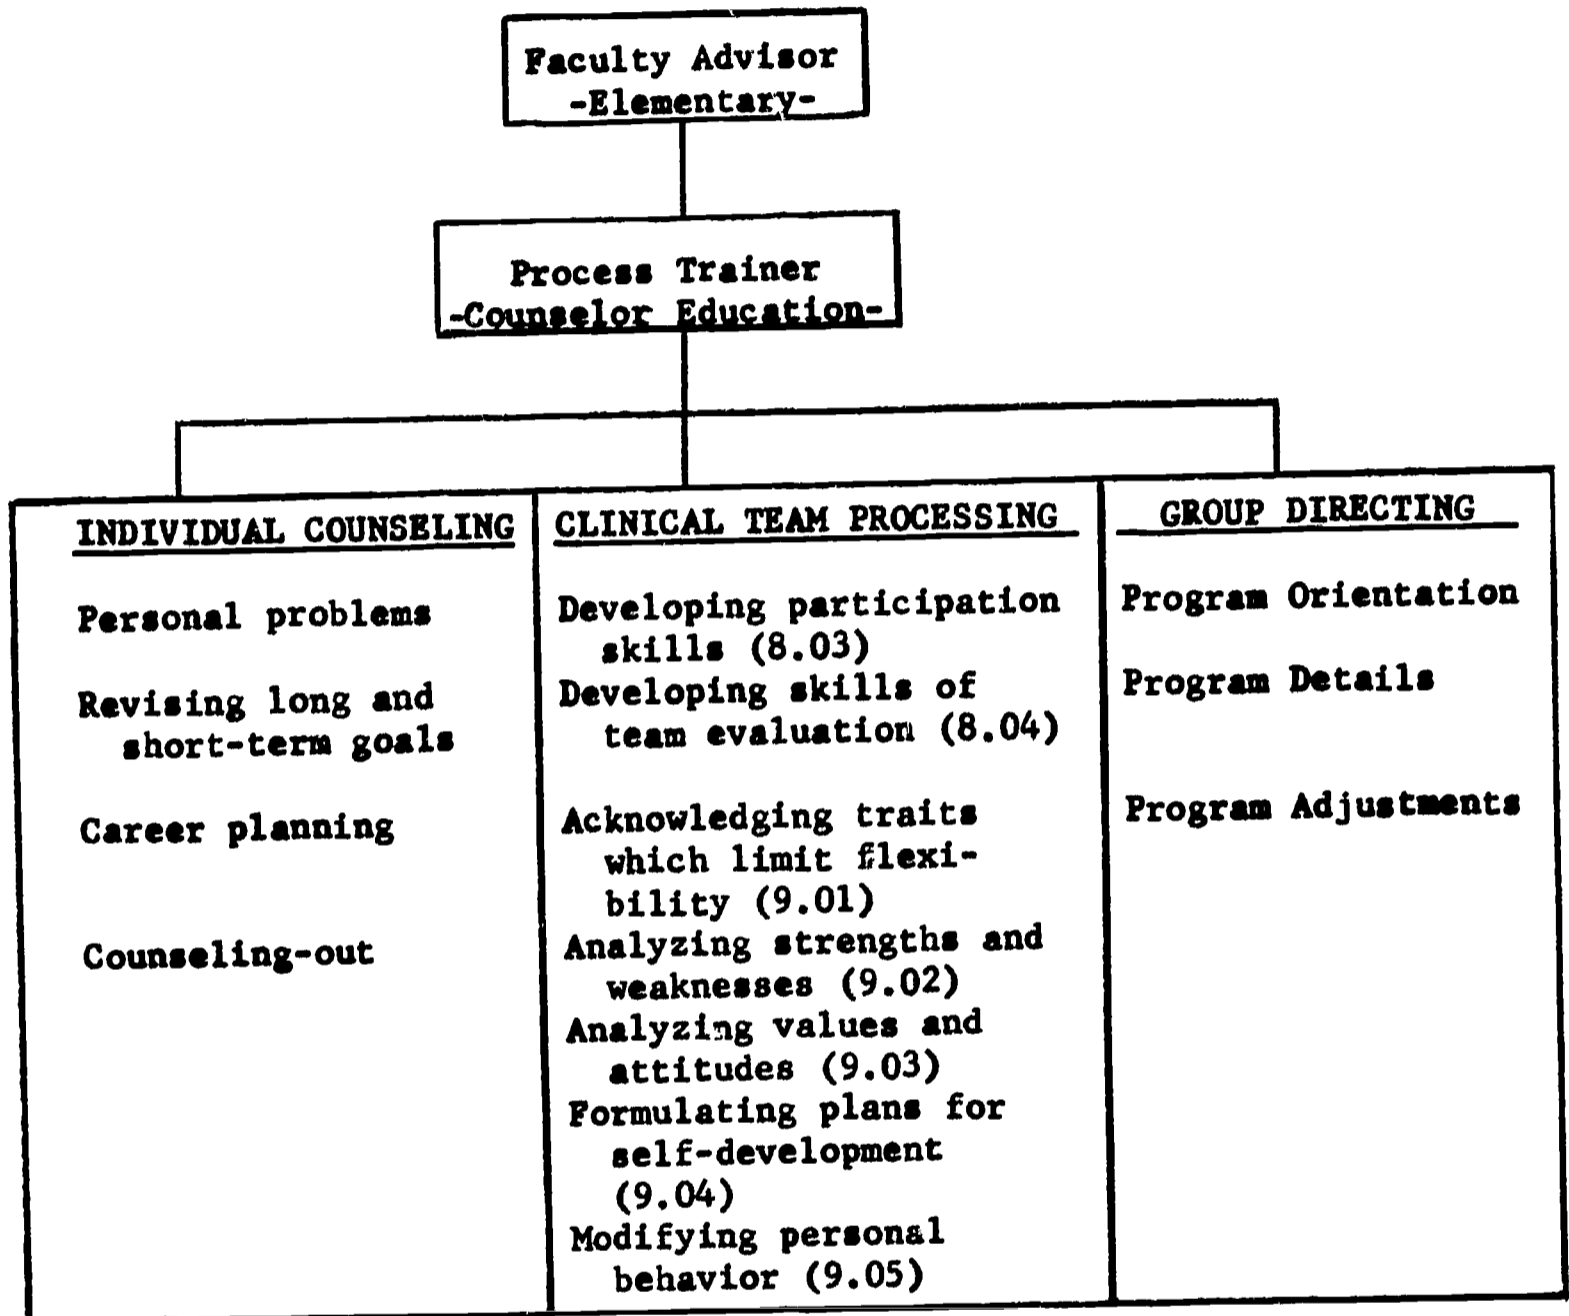 Faculty Advisor
-Elementary-
Process Trainer
-Counselor Education-
INDIVIDUAL COUNSELING
Personal problems
Revising long and
short-term goals
Career planning
Counseling-out
CLINICAL TEAM PROCESSING
Developing participation
skills (8.03)
Developing skills of
team evaluation (8.04)
Acknowledging traits
which limit flexi-
bility (9.01)
Analyzing strengths and
weaknesses (9.02)
Analyzing values and
attitudes (9.03)
Formulating plans for
self-development
(9.04)
Modifying personal
behavior (9.05)
GROUP DIRECTING
Program Orientation
Program Details
Program Adjustments